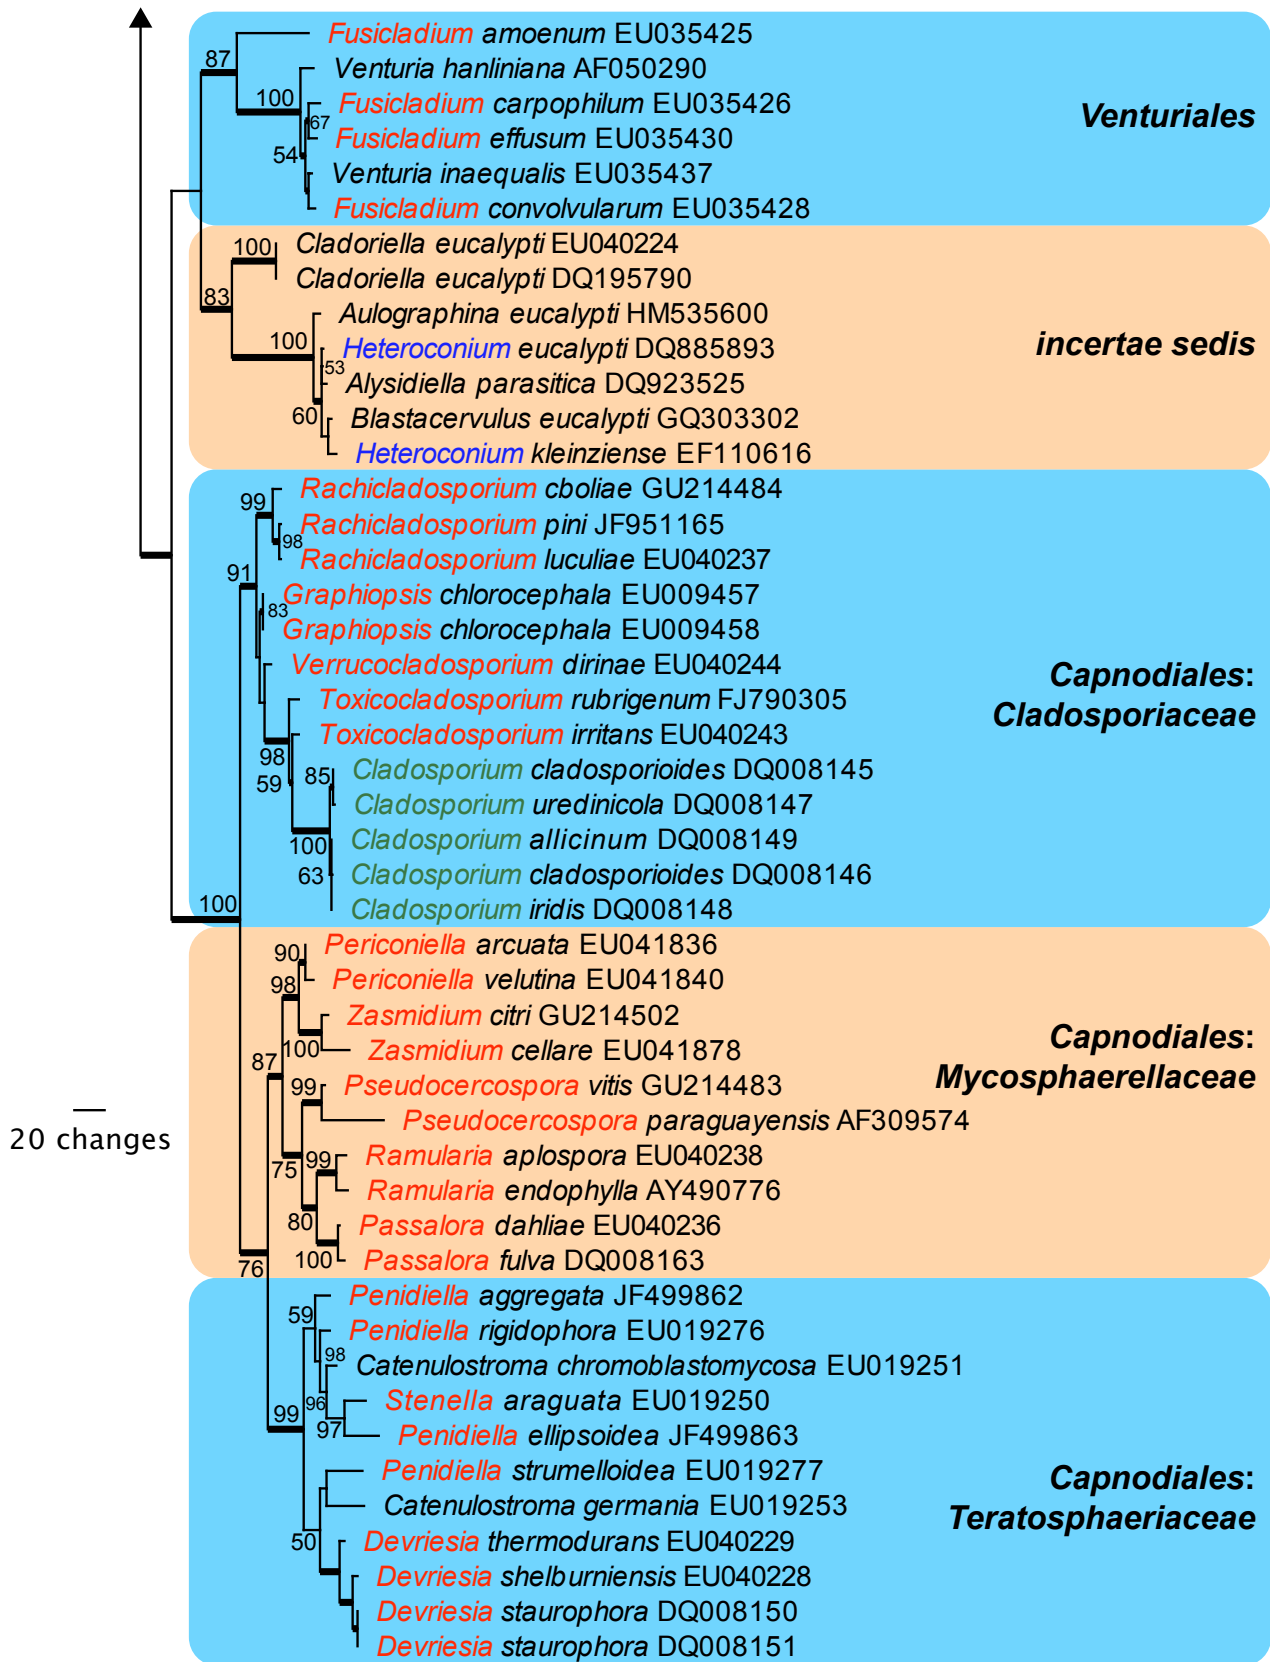 Fusicladium amoenum EU035425
87
Venturia hanliniana AF050290
100
Fusicladium carpophilum EU035426
67
Venturiales
Fusicladium effusum EU035430
54
Venturia inaequalis EU035437
Fusicladium convolvularum EU035428
Cladoriella eucalypti EU040224
100
Cladoriella eucalypti DQ195790
83
Aulographina eucalypti HM535600
100
Heteroconium eucalypti DQ885893
incertae sedis
53
Alysidiella parasitica DQ923525
60
Blastacervulus eucalypti GQ303302
Heteroconium kleinziense EF110616
Rachicladosporium cboliae GU214484
99
Rachicladosporium pini JF951165
98
Rachicladosporium luculiae EU040237
91
Graphiopsis chlorocephala EU009457
83
Graphiopsis chlorocephala EU009458
Verrucocladosporium dirinae EU040244
Capnodiales:
Cladosporiaceae
Toxicocladosporium rubrigenum FJ790305
Toxicocladosporium irritans EU040243
98
59
Cladosporium cladosporioides DQ008145
85
Cladosporium uredinicola DQ008147
Cladosporium allicinum DQ008149
100
Cladosporium cladosporioides DQ008146
63
Cladosporium iridis DQ008148
100
Periconiella arcuata EU041836
90
Periconiella velutina EU041840
98
Zasmidium citri GU214502
Capnodiales:
Mycosphaerellaceae
100
Zasmidium cellare EU041878
87
Pseudocercospora vitis GU214483
99
Pseudocercospora paraguayensis AF309574
20 changes
Ramularia aplospora EU040238
75
99
Ramularia endophylla AY490776
80
Passalora dahliae EU040236
100
Passalora fulva DQ008163
76
Penidiella aggregata JF499862
59
Penidiella rigidophora EU019276
98
Catenulostroma chromoblastomycosa EU019251
96
Stenella araguata EU019250
99
97
Penidiella ellipsoidea JF499863
Penidiella strumelloidea EU019277
Capnodiales:
Teratosphaeriaceae
Catenulostroma germania EU019253
50
Devriesia thermodurans EU040229
Devriesia shelburniensis EU040228
Devriesia staurophora DQ008150
Devriesia staurophora DQ008151